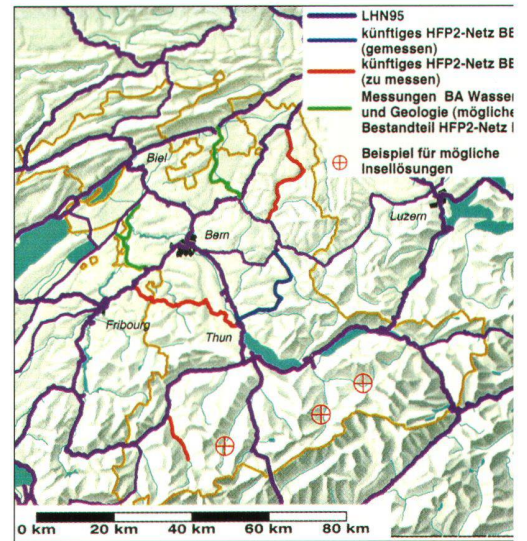 LHN95
künftiges HFP2-Netz BE
(gemessen)
künftiges HFP2-Netz BE
(zu messen)
Messungen BA Wasser
und Geologie (mögliche
Bestandteil HFP2-Netz
Beispiel für mögliche
Insellösungen
Biel
Luzern
Bern
Fribourg
Thun
0 km 20 km 40 km 60 km 80 km